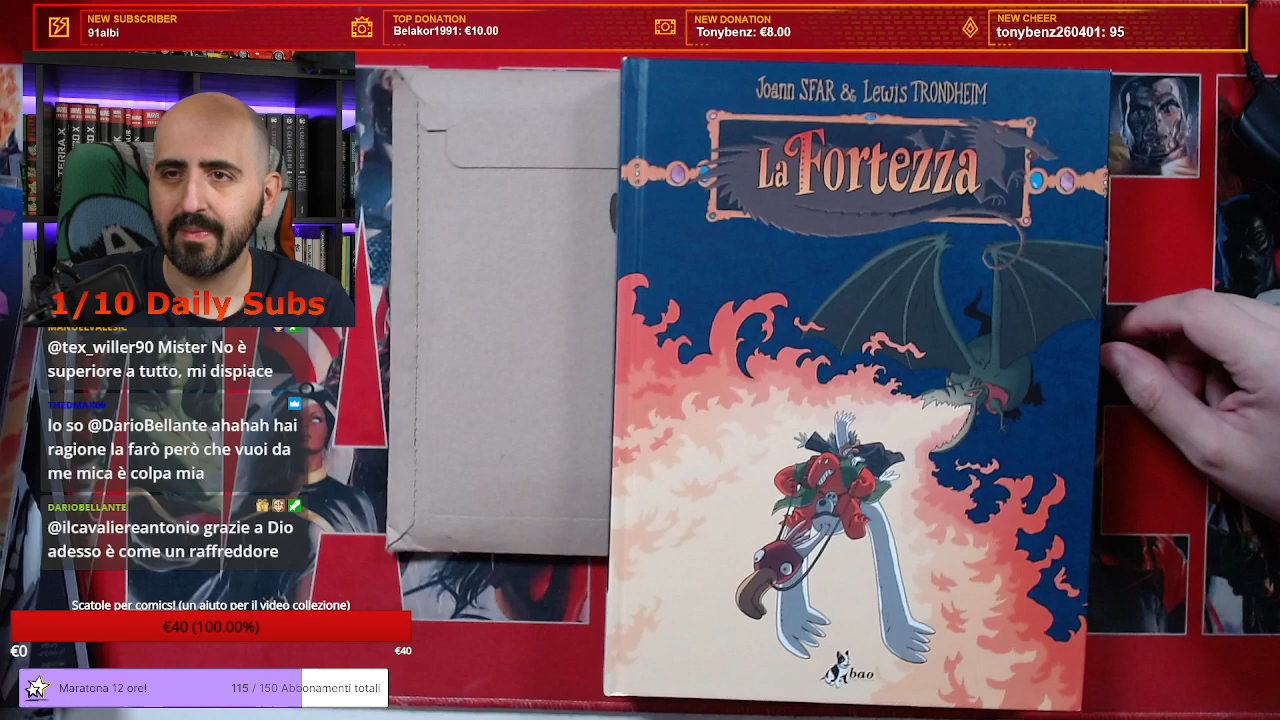 NEW SUBSCRIBER
91albi
TOP DONATION
Belakor1991: €10.00
NEW DONATION
Tonybenz: €8.00
NEW CHEER
tonybenz260401: 95
Joann SFAR & Lewis TRONDHEIM
La Fortezza
bao
TERRA X
1/10 Daily Subs
MANUELVALESIC
@tex_willer90 Mister No è
superiore a tutto, mi dispiace
THEDMAX06
Io so @DarioBellante ahahah hai
ragione la farò però che vuoi da
me mica è colpa mia
DARIOBELLANTE
@ilcavaliereantonio grazie a Dio
adesso è come un raffreddore
Scatole per comics! (un aiuto per il video collezione)
€40 (100.00%)
€0
€40
Maratona 12 ore!
115 / 150 Abbonamenti totali